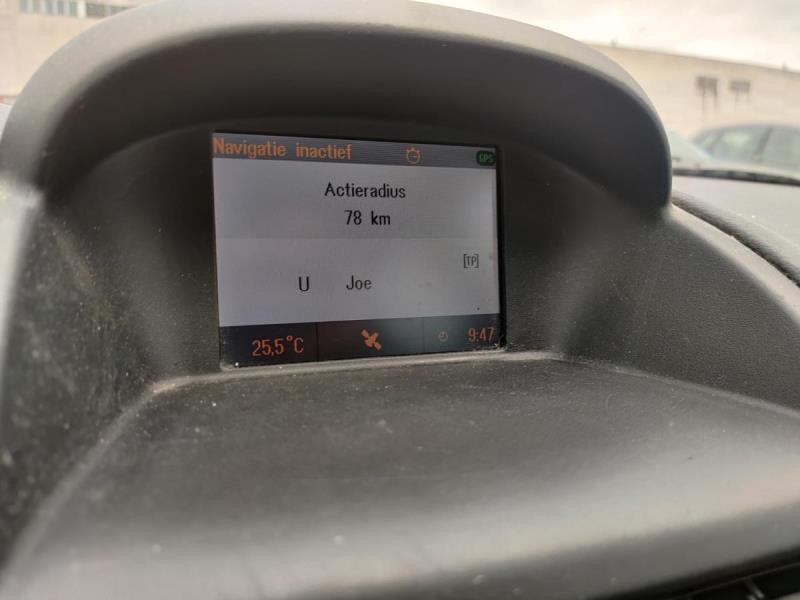 Navigatie inactief GPS
Actieradius
78 km
[TP]
U Joe
25,5°C 9:47